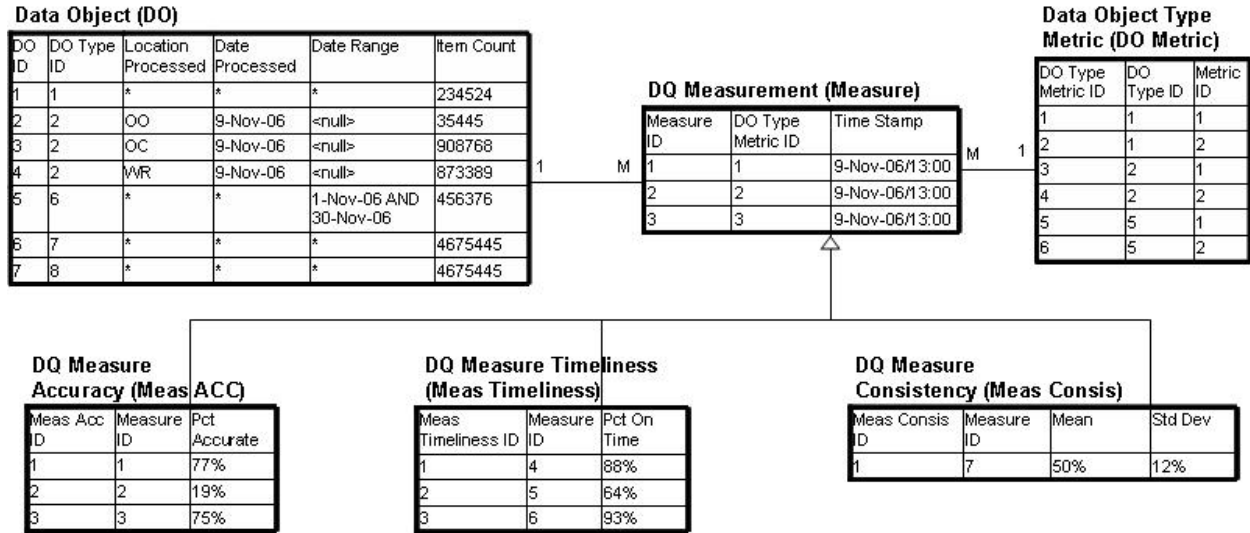 Data Object (DO)
DO ID DO Type ID Location Processed Date Processed Date Range Item Count
1 1 * * * 234524
2 2 OO 9-Nov-06 <null> 35445
3 2 OC 9-Nov-06 <null> 908768
4 2 WR 9-Nov-06 <null> 873389
5 6 * * 1-Nov-06 AND 30-Nov-06 456376
6 7 * * * 4675445
7 8 * * * 4675445
1 M
DQ Measurement (Measure)
Measure ID DO Type Metric ID Time Stamp
1 1 9-Nov-06/13:00
2 2 9-Nov-06/13:00
3 3 9-Nov-06/13:00
M 1
Data Object Type
Metric (DO Metric)
DO Type Metric ID DO Type ID Metric ID
1 1 1
2 1 2
3 2 1
4 2 2
5 5 1
6 5 2
DQ Measure
Accuracy (Meas ACC)
Meas Acc ID Measure ID Pct Accurate
1 1 77%
2 2 19%
3 3 75%
DQ Measure Timeliness
(Meas Timeliness)
Meas Timeliness ID Measure ID Pct On Time
1 4 88%
2 5 64%
3 6 93%
DQ Measure
Consistency (Meas Consis)
Meas Consis ID Measure ID Mean Std Dev
1 7 50% 12%